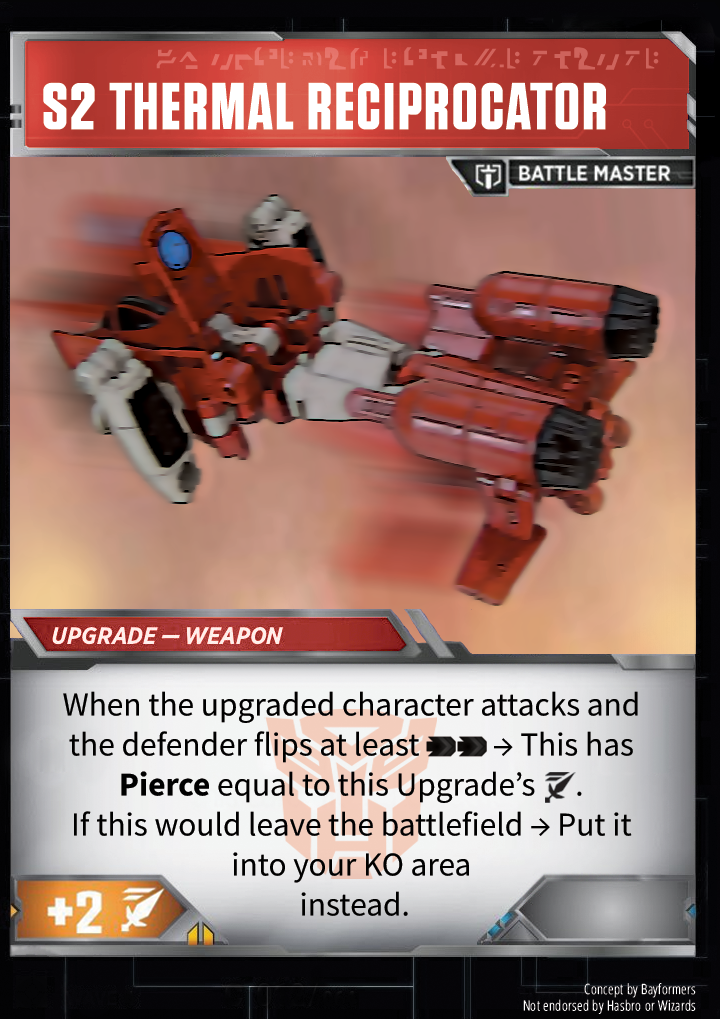 S2 THERMAL RECIPROCATOR
BATTLE MASTER
UPGRADE — WEAPON
When the upgraded character attacks and
the defender flips at least → This has
Pierce equal to this Upgrade's .
If this would leave the battlefield → Put it
into your KO area
instead.
+2
Concept by Bayformers
Not endorsed by Hasbro or Wizards